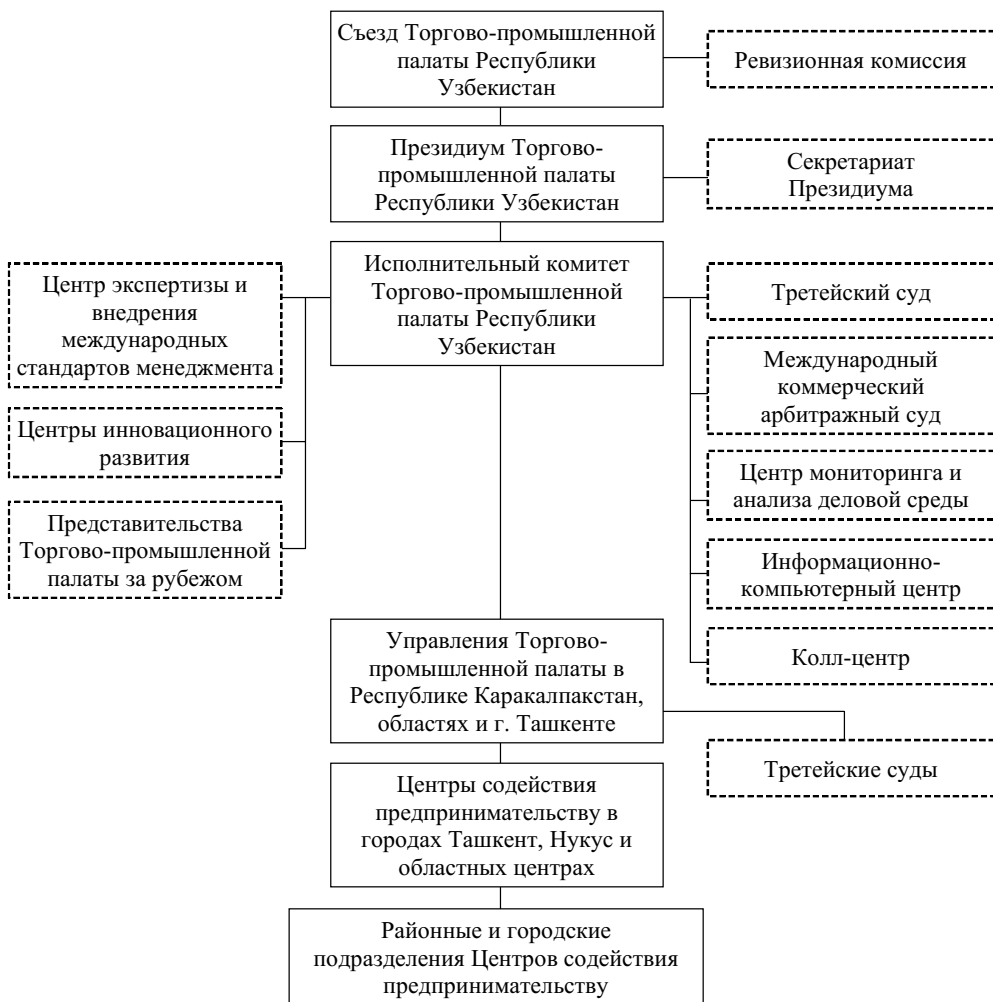 Съезд Торгово-промышленной
палаты Республики
Узбекистан
Ревизионная комиссия
Президиум Торгово-
промышленной палаты
Республики Узбекистан
Секретариат
Президиума
Исполнительный комитет
Торгово-промышленной
палаты Республики
Узбекистан
Центр экспертизы и
внедрения
международных
стандартов менеджмента
Центры инновационного
развития
Представительства
Торгово-промышленной
палаты за рубежом
Третейский суд
Международный
коммерческий
арбитражный суд
Центр мониторинга и
анализа деловой среды
Информационно-
компьютерный центр
Колл-центр
Управления Торгово-
промышленной палаты в
Республике Каракалпакстан,
областях и г. Ташкенте
Третейские суды
Центры содействия
предпринимательству в
городах Ташкент, Нукус и
областных центрах
Районные и городские
подразделения Центров содействия
предпринимательству